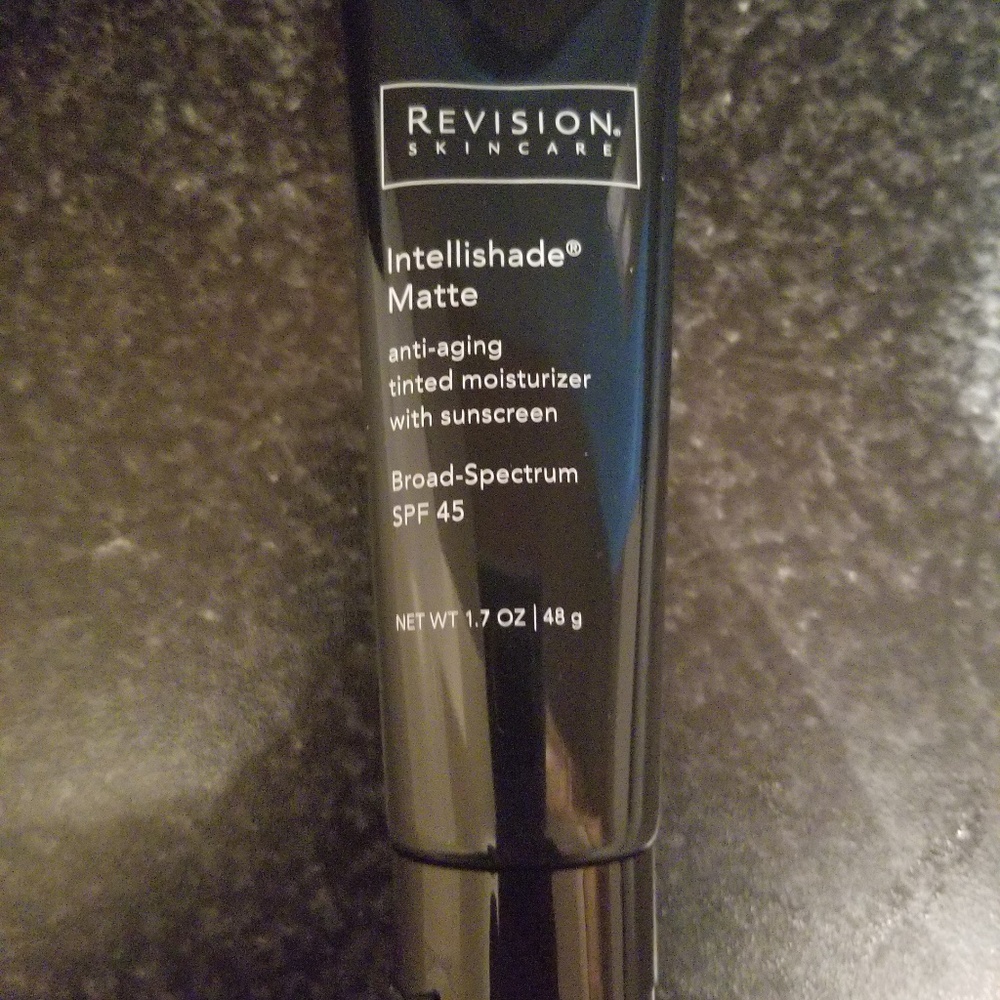 REVISION®
SKINCARE
Intellishade®
Matte
anti-aging
tinted moisturizer
with sunscreen
Broad-Spectrum
SPF 45
NET WT 1.7 OZ | 48 g